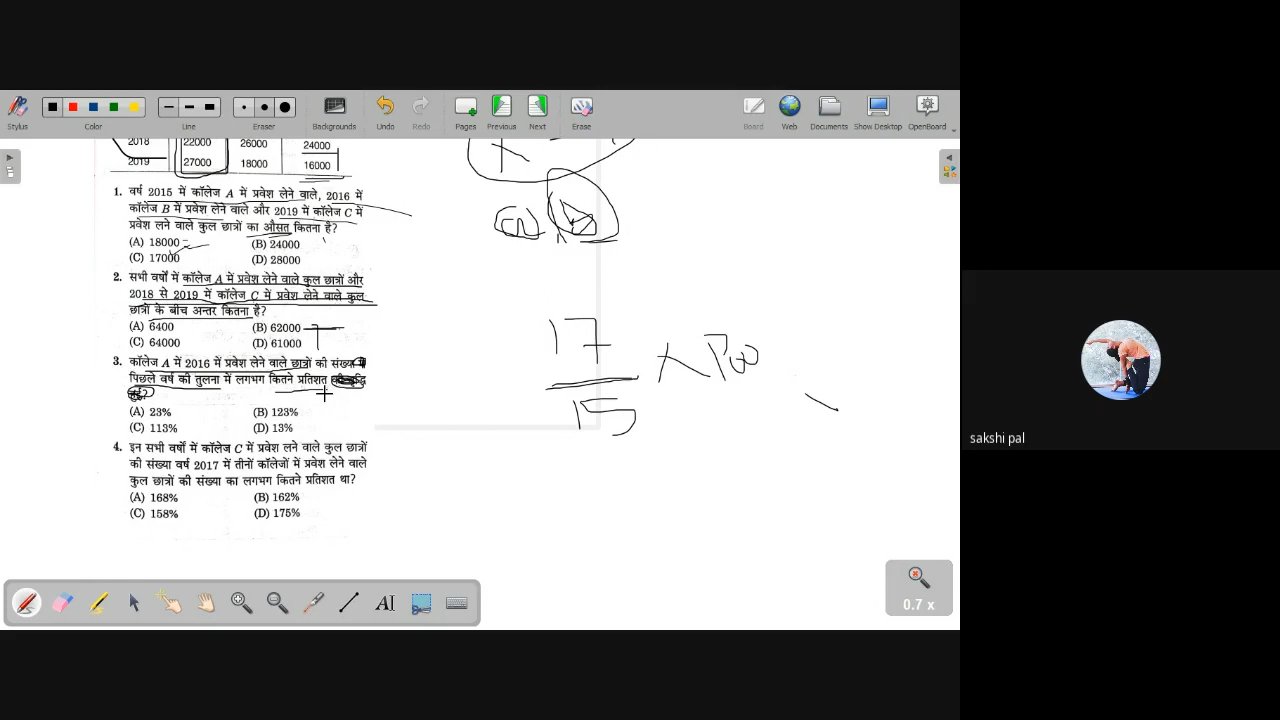 Stylus
Color
Line
Eraser
Backgrounds
Undo
Redo
Pages
Previous
Next
Erase
Board
Web
Documents
Show Desktop
OpenBoard
2018 22000 26000 24000
2019 27000 18000 16000
1. वर्ष 2015 में कॉलेज A में प्रवेश लेने वाले, 2016 में
कॉलेज B में प्रवेश लेने वाले और 2019 में कॉलेज C में
प्रवेश लेने वाले कुल छात्रों का औसत कितना है?
(A) 18000 (B) 24000
(C) 17000 (D) 28000
2. सभी वर्षों में कॉलेज A में प्रवेश लेने वाले कुल छात्रों और
2018 से 2019 में कॉलेज C में प्रवेश लेने वाले कुल
छात्रों के बीच अन्तर कितना है?
(A) 6400 (B) 62000
(C) 64000 (D) 61000
3. कॉलेज A में 2016 में प्रवेश लेने वाले छात्रों की संख्या
पिछले वर्ष की तुलना में लगभग कितने प्रतिशत
(A) 23% (B) 123%
(C) 113% (D) 13%
4. इन सभी वर्षों में कॉलेज C में प्रवेश लने वाले कुल छात्रों
की संख्या वर्ष 2017 में तीनों कॉलेजों में प्रवेश लेने वाले
कुल छात्रों की संख्या का लगभग कितने प्रतिशत था?
(A) 168% (B) 162%
(C) 158% (D) 175%
17
15
× 100
sakshi pal
AI
0.7 x